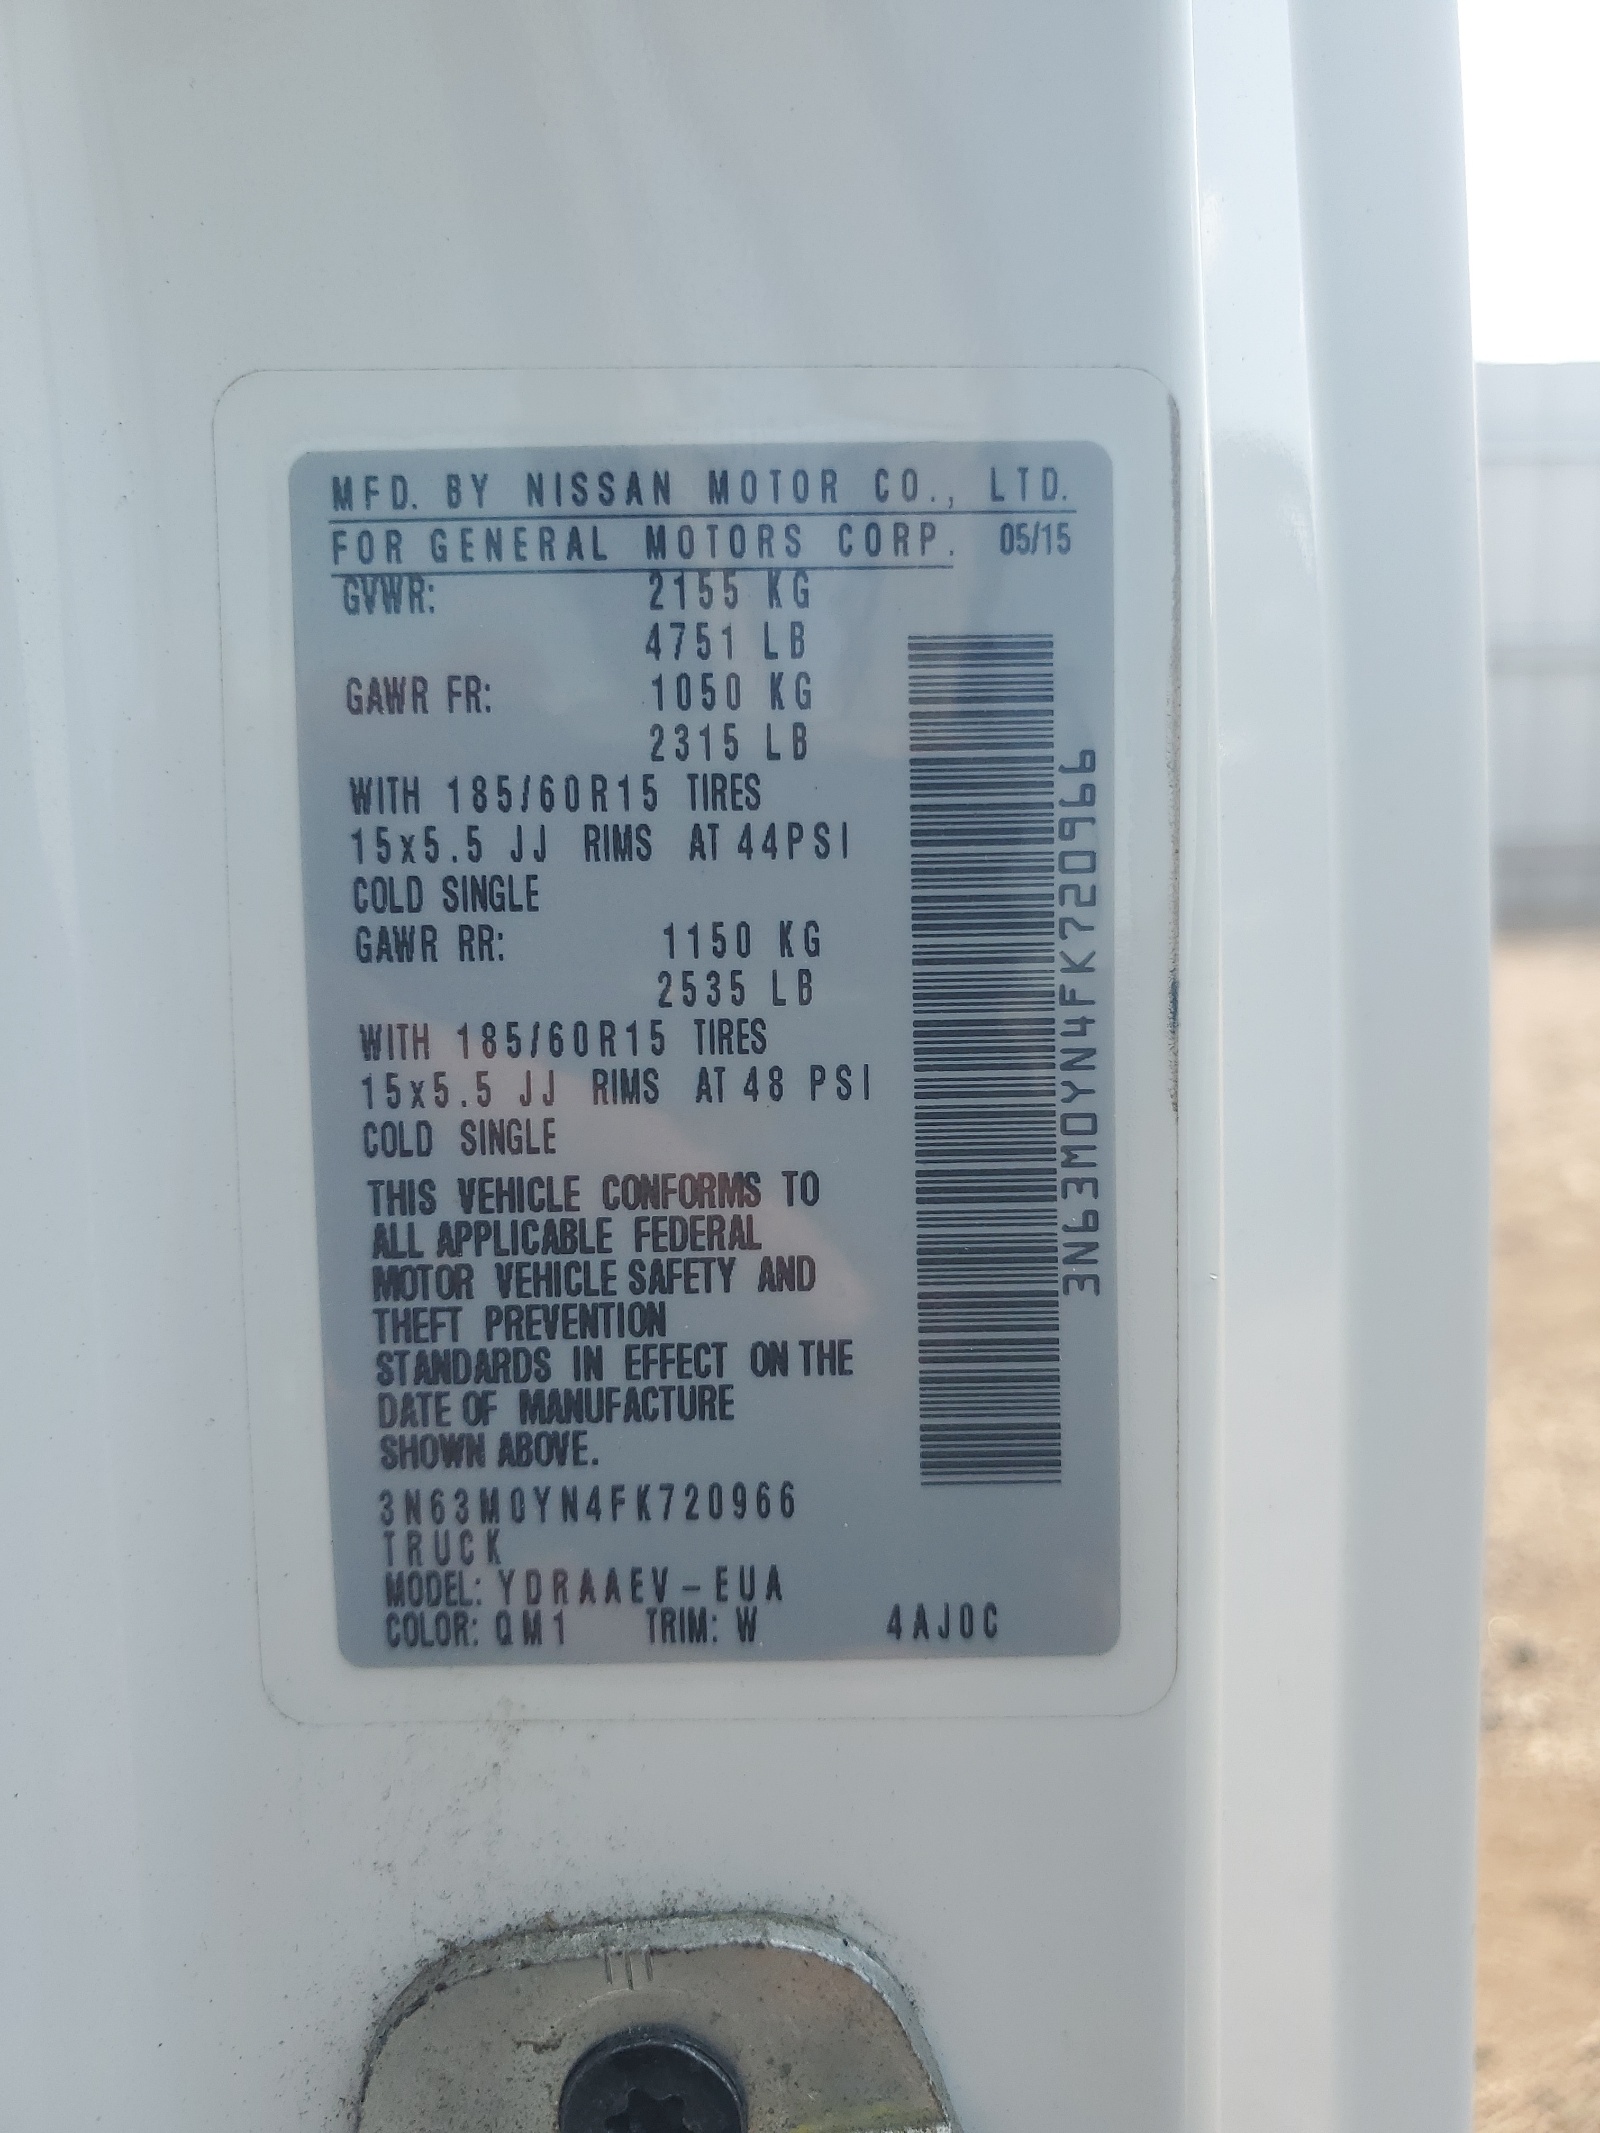 MFD. BY NISSAN MOTOR CO., LTD.
FOR GENERAL MOTORS CORP. 05/15
GVWR: 2155 KG
4751 LB
GAWR FR: 1050 KG
2315 LB
WITH 185/60R15 TIRES
15x5.5 JJ RIMS AT 44PSI
COLD SINGLE
GAWR RR: 1150 KG
2535 LB
WITH 185/60R15 TIRES
15x5.5 JJ RIMS AT 48 PSI
COLD SINGLE
THIS VEHICLE CONFORMS TO
ALL APPLICABLE FEDERAL
MOTOR VEHICLE SAFETY AND
THEFT PREVENTION
STANDARDS IN EFFECT ON THE
DATE OF MANUFACTURE
SHOWN ABOVE.
3N63M0YN4FK720966
TRUCK
MODEL: YDRAAEV-EUA
COLOR: QM1 TRIM: W 4AJ0C
3N63M0YN4FK720966